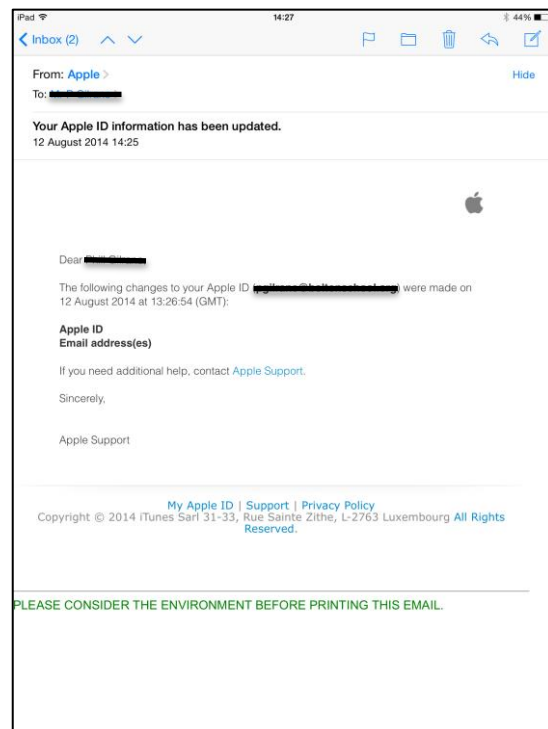 iPad 14:27 44%
Inbox (2)
From: Apple Hide
To:
Your Apple ID information has been updated.
12 August 2014 14:25
Dear
The following changes to your Apple ID ( ) were made on
12 August 2014 at 13:26:54 (GMT):
Apple ID
Email address(es)
If you need additional help, contact Apple Support.
Sincerely,
Apple Support
My Apple ID | Support | Privacy Policy
Copyright © 2014 iTunes Sarl 31-33, Rue Sainte Zithe, L-2763 Luxembourg All Rights
Reserved.
PLEASE CONSIDER THE ENVIRONMENT BEFORE PRINTING THIS EMAIL.